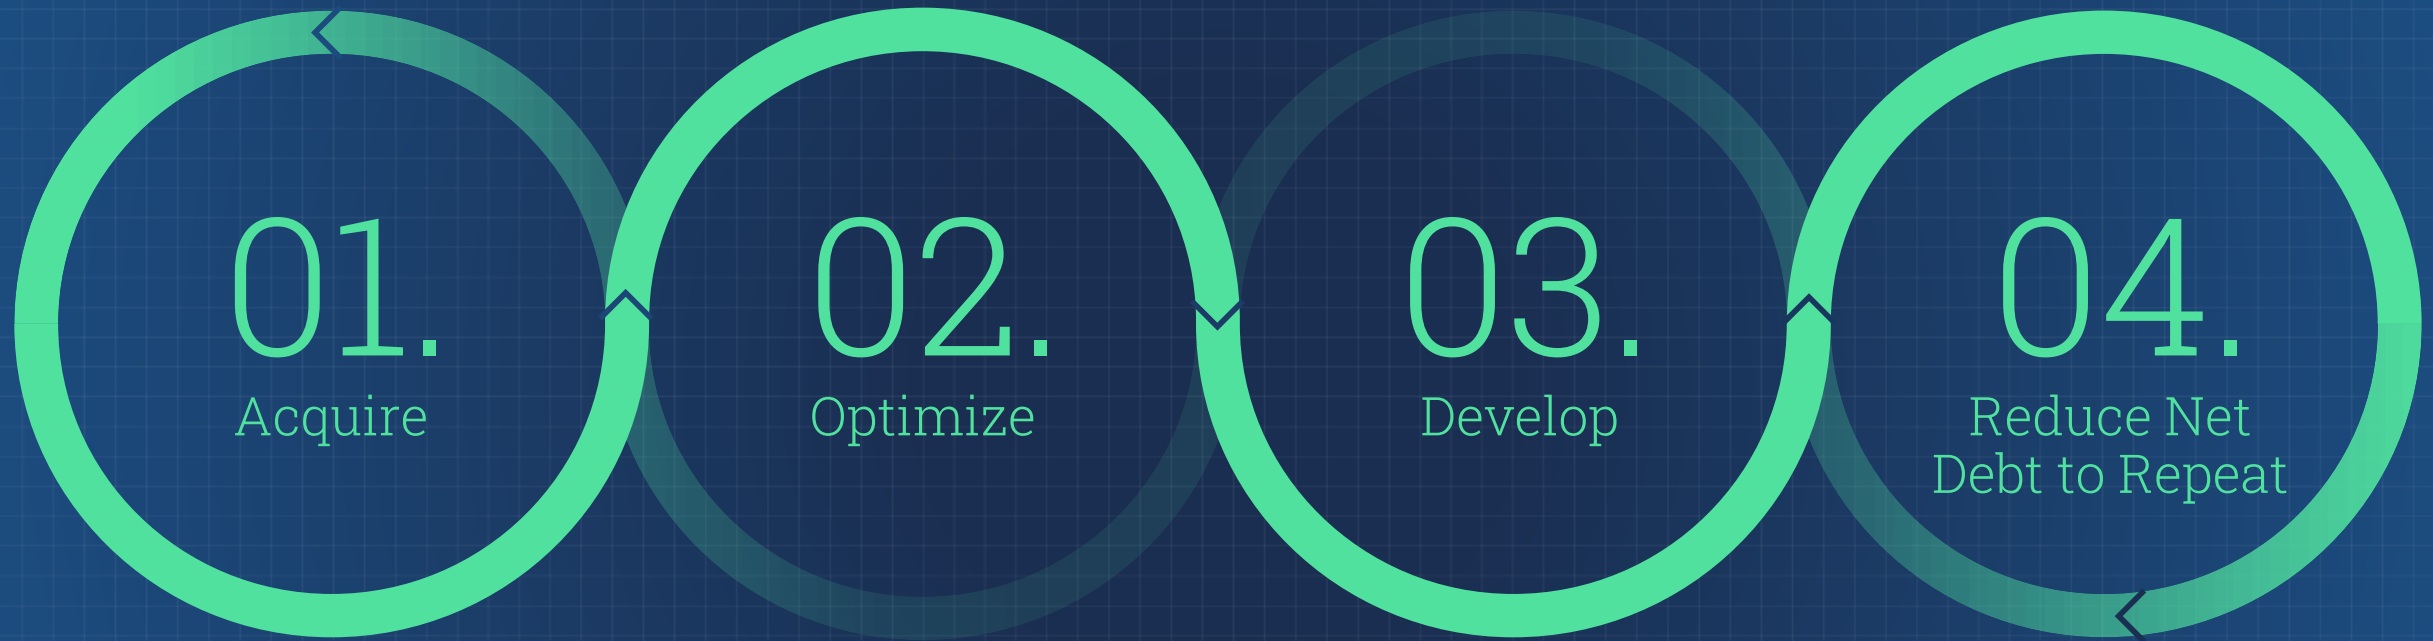 01.
Acquire
02.
Optimize
03.
Develop
04.
Reduce Net
Debt to Repeat